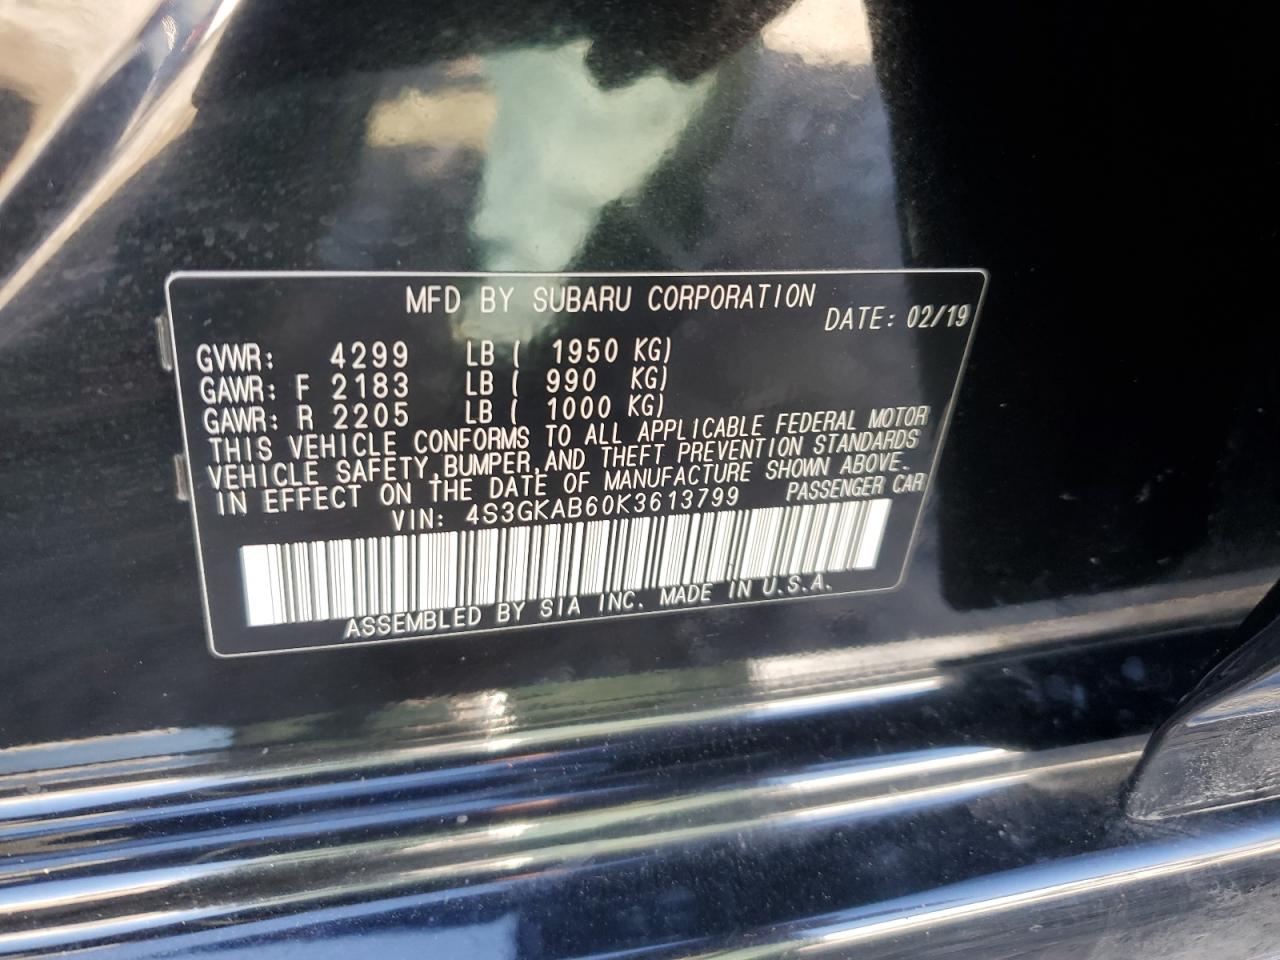 MFD BY SUBARU CORPORATION
DATE: 02/19
GVWR: 4299 LB ( 1950 KG)
GAWR: F 2183 LB ( 990 KG)
GAWR: R 2205 LB ( 1000 KG)
THIS VEHICLE CONFORMS TO ALL APPLICABLE FEDERAL MOTOR
VEHICLE SAFETY, BUMPER, AND THEFT PREVENTION STANDARDS
IN EFFECT ON THE DATE OF MANUFACTURE SHOWN ABOVE.
VIN: 4S3GKAB60K3613799 PASSENGER CAR
ASSEMBLED BY SIA INC. MADE IN U.S.A.